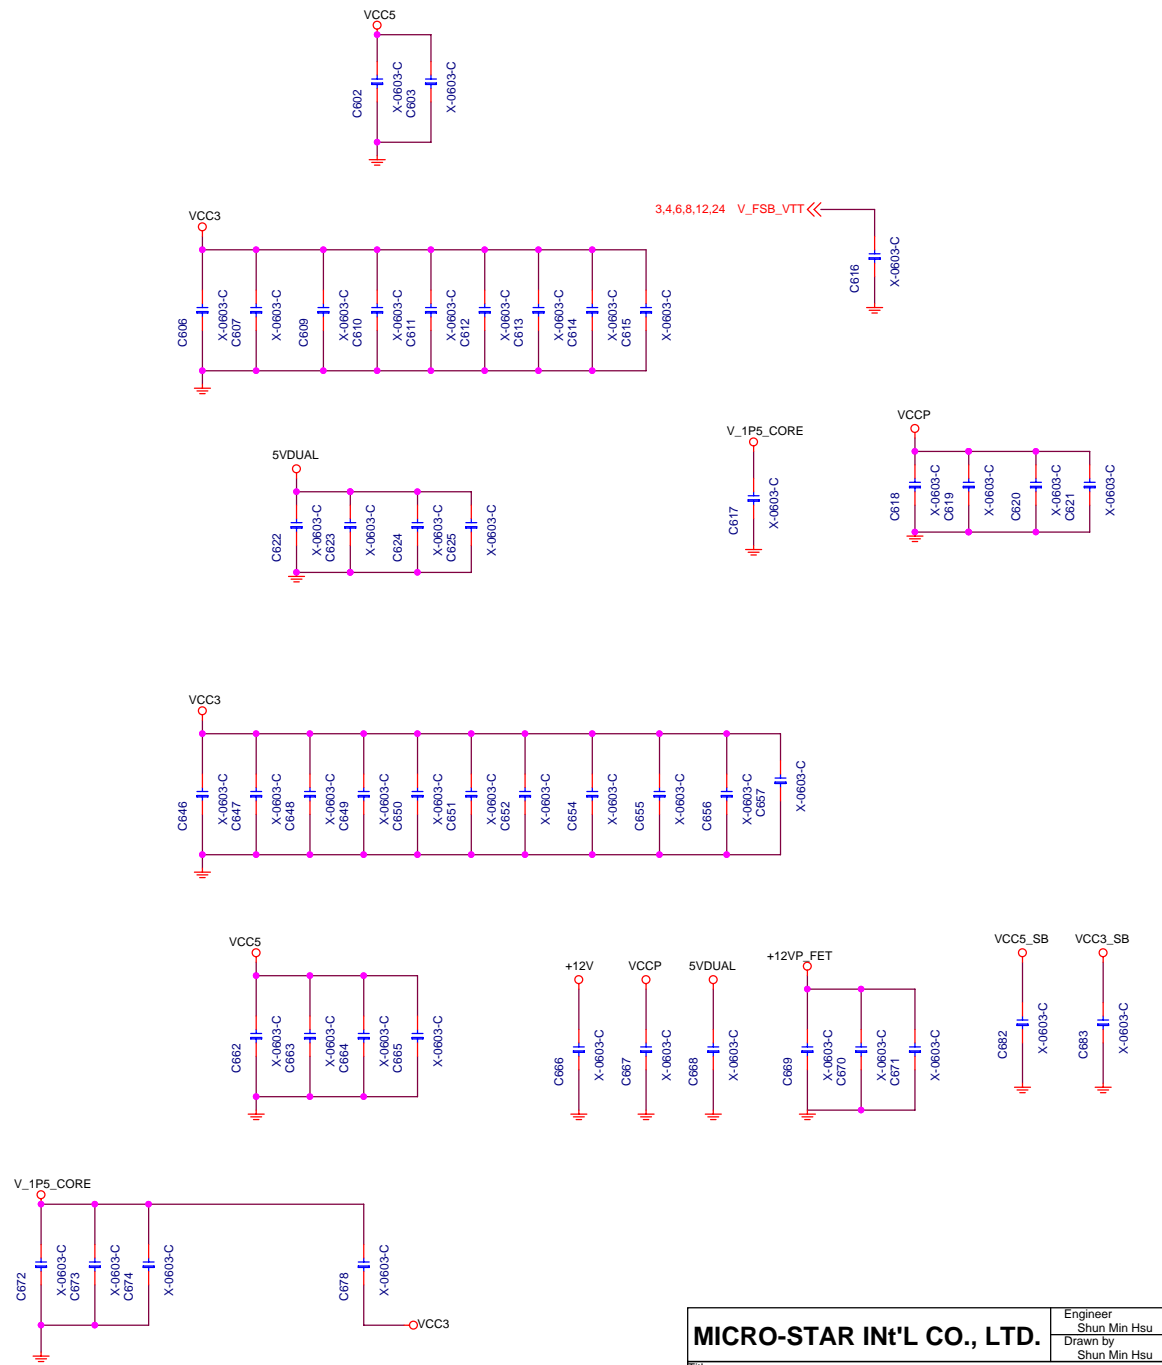 VCC5
C602
X-0603-C
C603
X-0603-C
3,4,6,8,12,24 V_FSB_VTT
C616
X-0603-C
VCC3
C606
X-0603-C
C607
X-0603-C
C609
X-0603-C
C610
X-0603-C
C611
X-0603-C
C612
X-0603-C
C613
X-0603-C
C614
X-0603-C
C615
X-0603-C
5VDUAL
C622
X-0603-C
C623
X-0603-C
C624
X-0603-C
C625
X-0603-C
V_1P5_CORE
C617
X-0603-C
VCCP
C618
X-0603-C
C619
X-0603-C
C620
X-0603-C
C621
X-0603-C
VCC3
C646
X-0603-C
C647
X-0603-C
C648
X-0603-C
C649
X-0603-C
C650
X-0603-C
C651
X-0603-C
C652
X-0603-C
C654
X-0603-C
C655
X-0603-C
C656
X-0603-C
C657
X-0603-C
VCC5
C662
X-0603-C
C663
X-0603-C
C664
X-0603-C
C665
X-0603-C
+12V
C666
X-0603-C
VCCP
C667
X-0603-C
5VDUAL
C668
X-0603-C
+12VP_FET
C669
X-0603-C
C670
X-0603-C
C671
X-0603-C
VCC5_SB
C682
X-0603-C
VCC3_SB
C683
X-0603-C
V_1P5_CORE
C672
X-0603-C
C673
X-0603-C
C674
X-0603-C
C678
X-0603-C
VCC3
MICRO-STAR INt'L CO., LTD.
Engineer
Shun Min Hsu
Drawn by
Shun Min Hsu